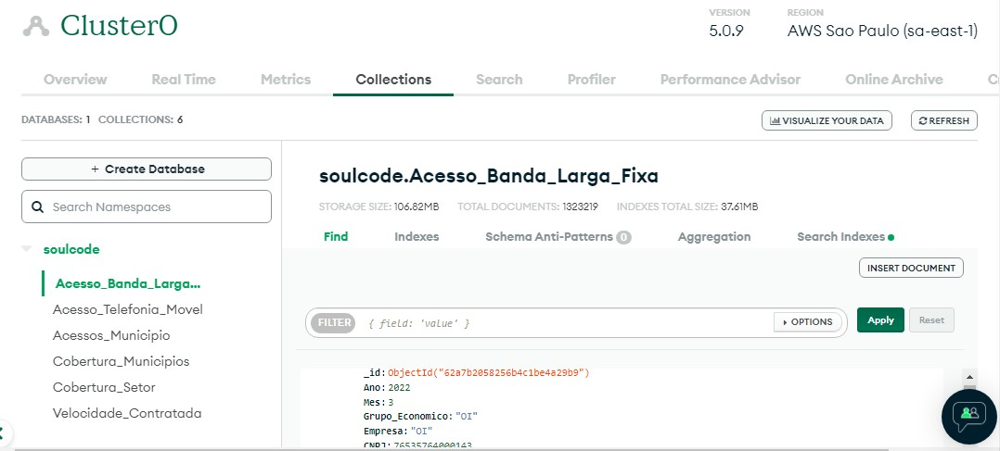 Cluster0
VERSION
5.0.9
REGION
AWS Sao Paulo (sa-east-1)
Overview
Real Time
Metrics
Collections
Search
Profiler
Performance Advisor
Online Archive
DATABASES: 1 COLLECTIONS: 6
VISUALIZE YOUR DATA
REFRESH
+ Create Database
Search Namespaces
soulcode
Acesso_Banda_Larga...
Acesso_Telefonia_Movel
Acessos_Municipio
Cobertura_Municipios
Cobertura_Setor
Velocidade_Contratada
soulcode.Acesso_Banda_Larga_Fixa
STORAGE SIZE: 106.82MB TOTAL DOCUMENTS: 1323219 INDEXES TOTAL SIZE: 37.61MB
Find
Indexes
Schema Anti-Patterns 0
Aggregation
Search Indexes
INSERT DOCUMENT
FILTER { field: 'value' }
OPTIONS
Apply
Reset
_id: ObjectId("62a7b2058256b4c1be4a29b9")
Ano: 2022
Mes: 3
Grupo_Economico: "OI"
Empresa: "OI"
CNPJ: 76535764000143